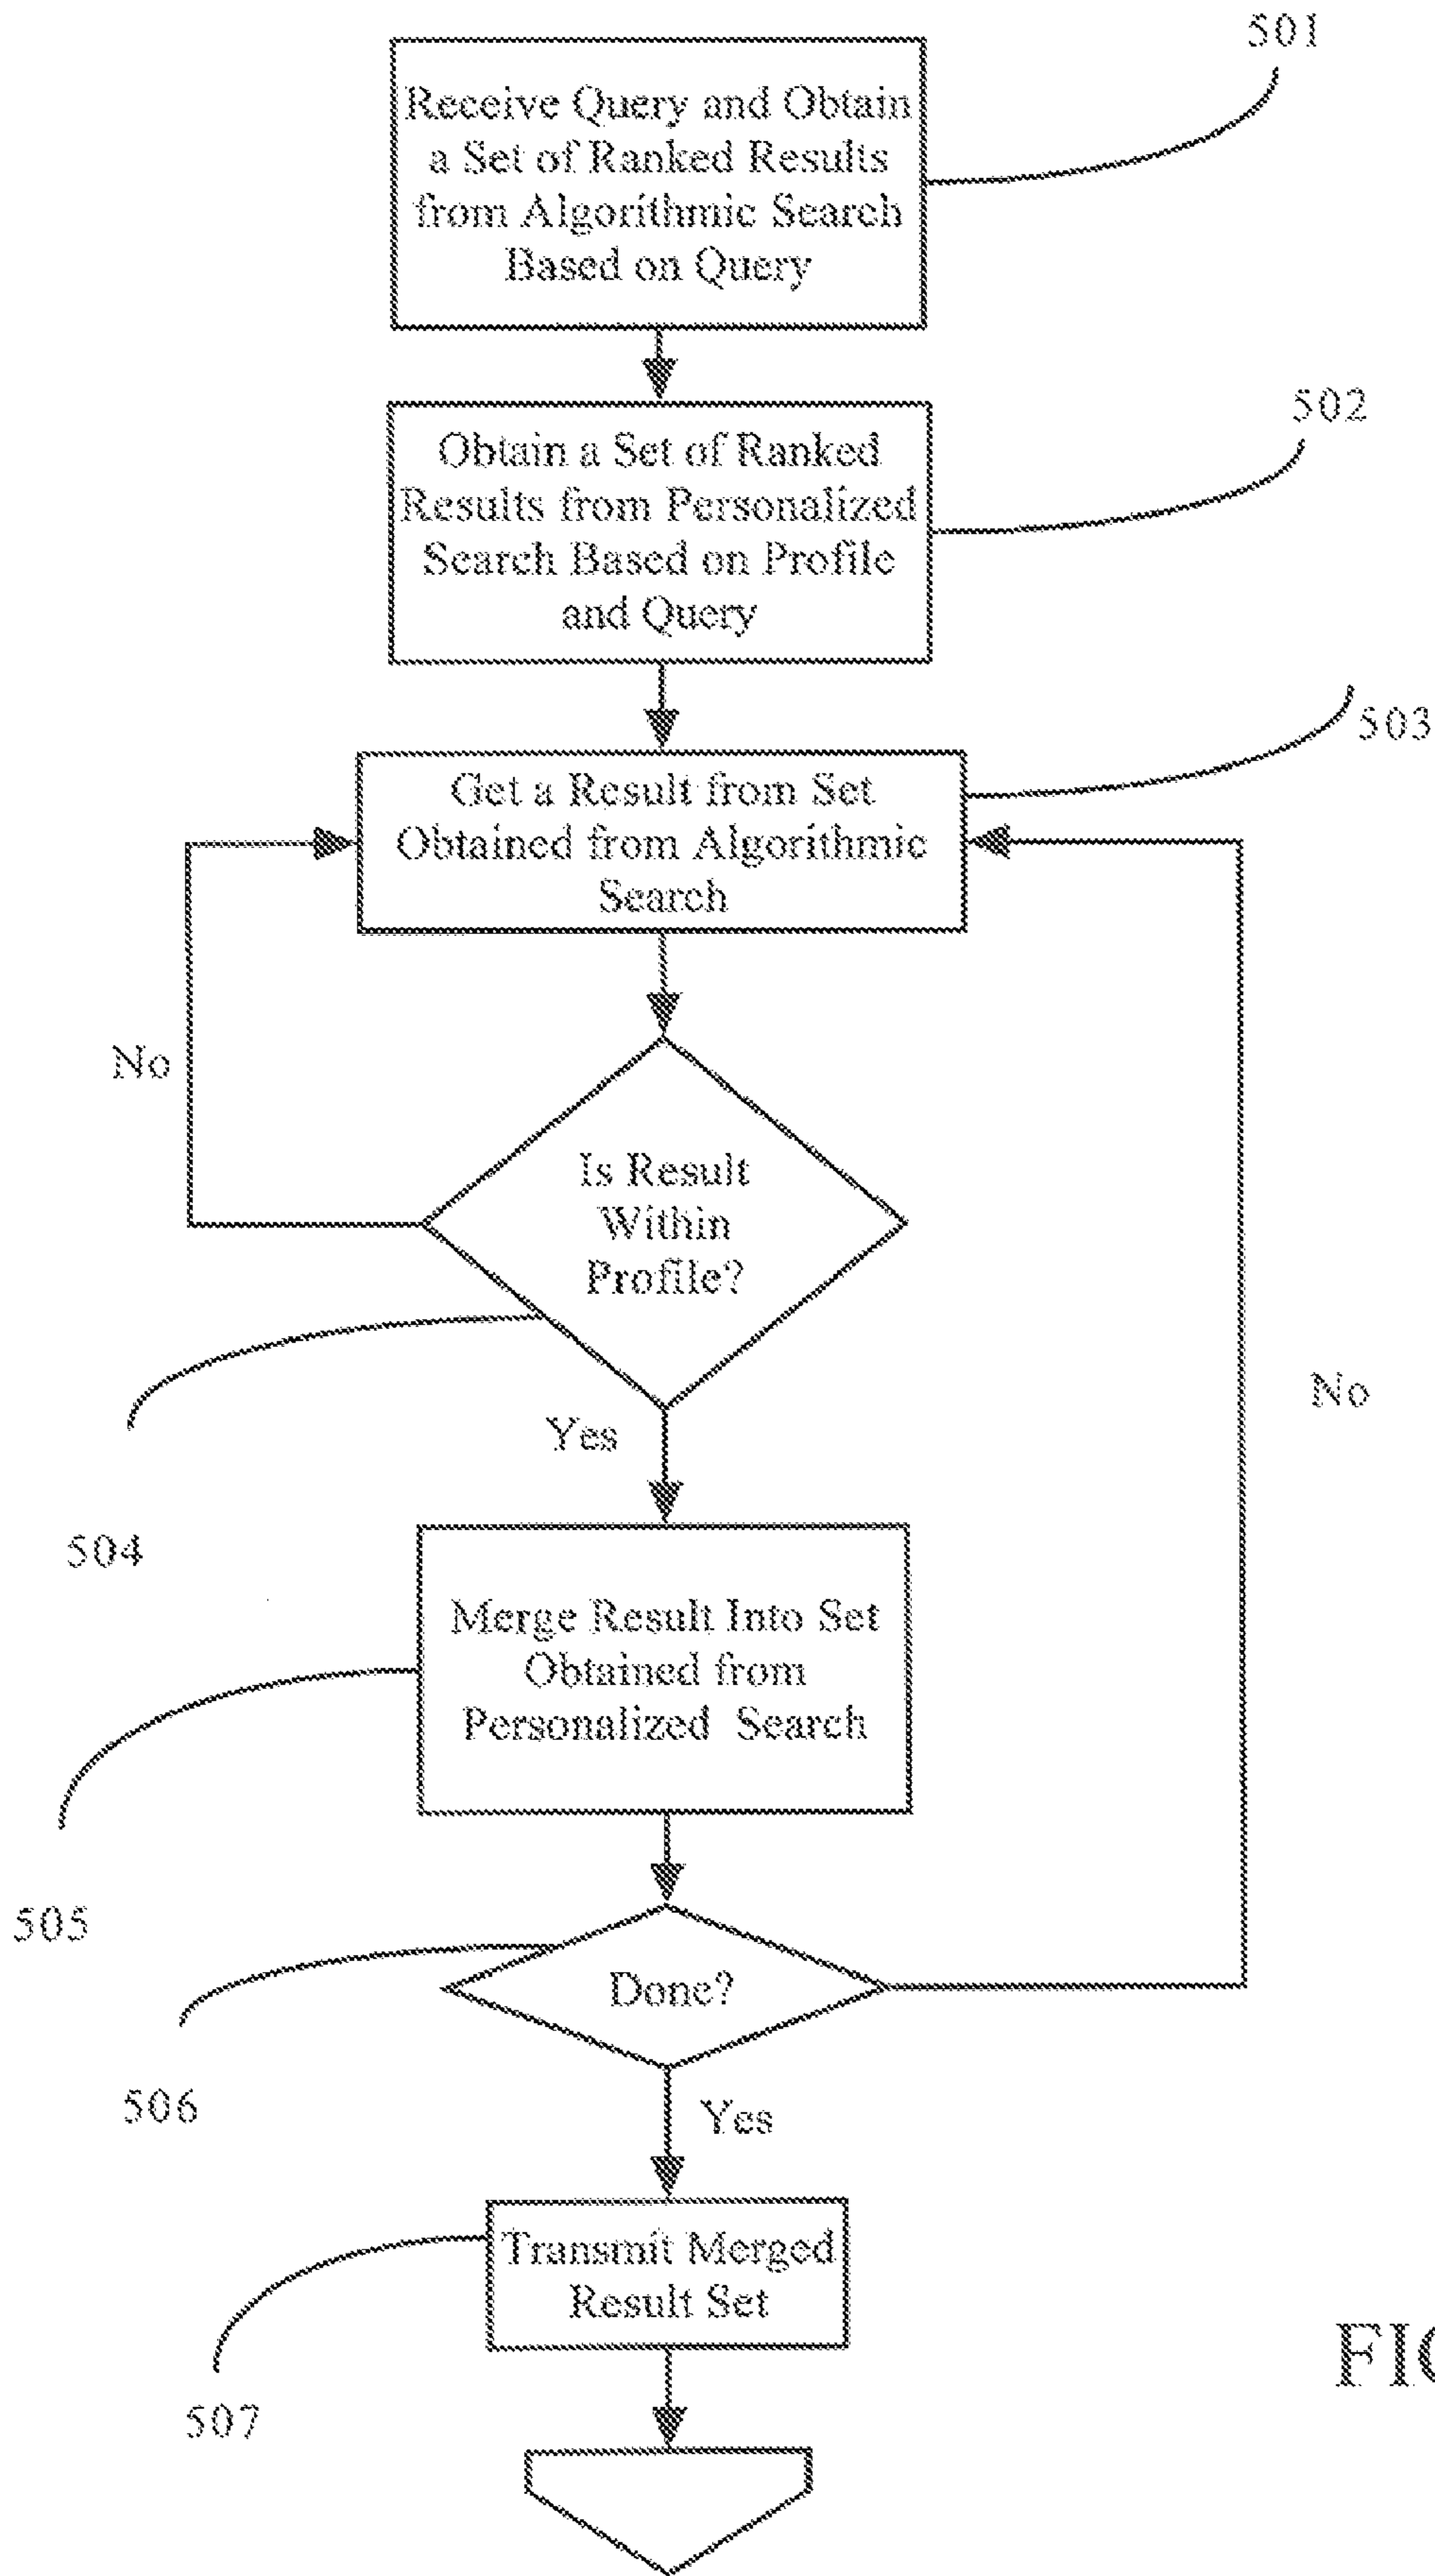 501
Receive Query and Obtain
a Set of Ranked Results
from Algorithmic Search
Based on Query
502
Obtain a Set of Ranked
Results from Personalized
Search Based on Profile
and Query
503
Get a Result from Set
Obtained from Algorithmic
Search
No
Is Result
Within
Profile?
No
Yes
504
Merge Result Into Set
Obtained from
Personalized Search
505
Done?
506
Yes
Transmit Merged
Result Set
507